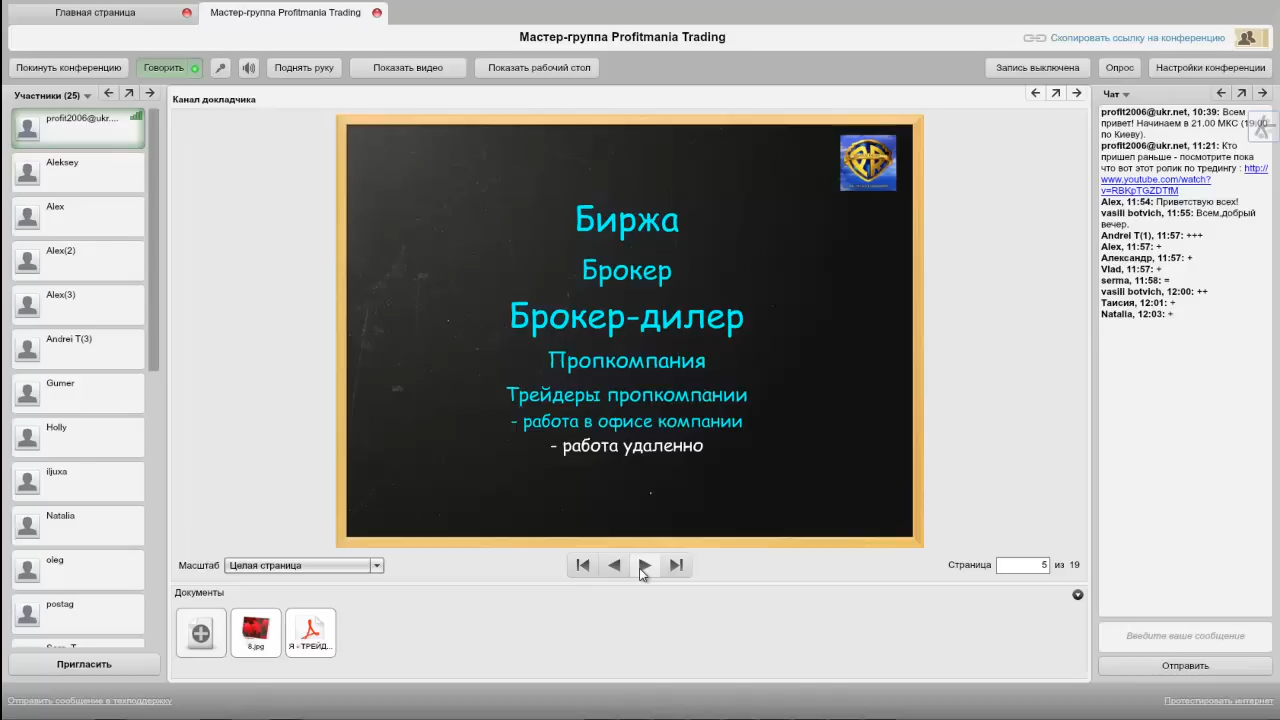 Главная страница
Мастер-группа Profitmania Trading
Мастер-группа Profitmania Trading
Скопировать ссылку на конференцию
Покинуть конференцию
Говорить
Поднять руку
Показать видео
Показать рабочий стол
Запись выключена
Опрос
Настройки конференции
Участники (25)
profit2006@ukr....
Aleksey
Alex
Alex(2)
Alex(3)
Andrei T(3)
Gumer
Holly
iljuxa
Natalia
oleg
postag
Пригласить
Канал докладчика
Биржа
Брокер
Брокер-дилер
Пропкомпания
Трейдеры пропкомпании
- работа в офисе компании
- работа удаленно
Масштаб
Целая страница
Страница
5
из 19
Документы
8.jpg
Я - ТРЕЙД...
Чат
profit2006@ukr.net, 10:39: Всем
привет! Начинаем в 21.00 МКС (19.00
по Киеву).
profit2006@ukr.net, 11:21: Кто
пришел раньше - посмотрите пока
что вот этот ролик по тредингу : http://
www.youtube.com/watch?
v=RBKpTGZDTfM
Alex, 11:54: Приветствую всех!
vasili botvich, 11:55: Всем,добрый
вечер.
Andrei T(1), 11:57: +++
Alex, 11:57: +
Александр, 11:57: +
Vlad, 11:57: +
serma, 11:58: =
vasili botvich, 12:00: ++
Таисия, 12:01: +
Natalia, 12:03: +
Введите ваше сообщение
Отправить
Отправить сообщение в техподдержку
Протестировать интернет